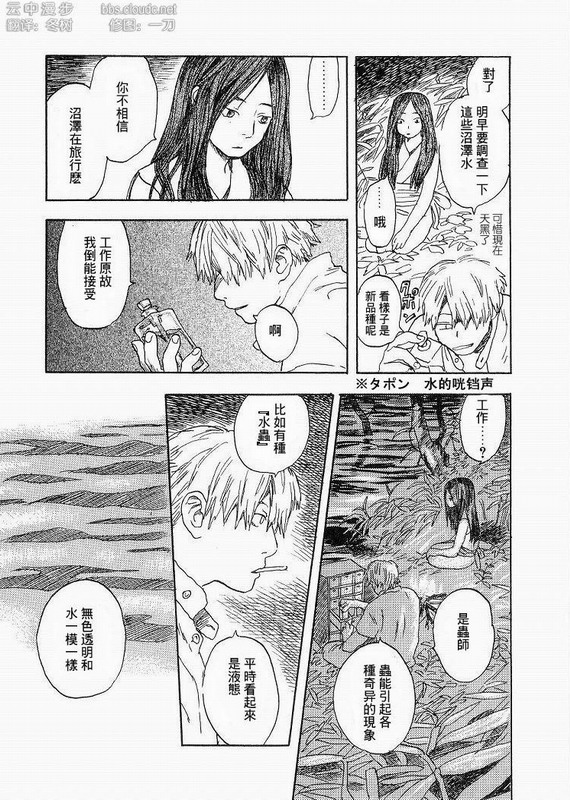 云中漫步 bbs.cloudc.net
翻译：冬树 修图：一刀
對了
明早要調查一下
這些沼澤水
可惜現在
天黑了
……哦
看樣子是
新品種呢
タポン
※タポン 水的咣铛声
……
你不相信
沼澤在旅行麽
工作原故
我倒能接受
啊
工作……？
是蟲師
蟲能引起各
種奇异的現象
比如有種
『水蟲』
平時看起來
是液態
無色透明和
水一模一樣